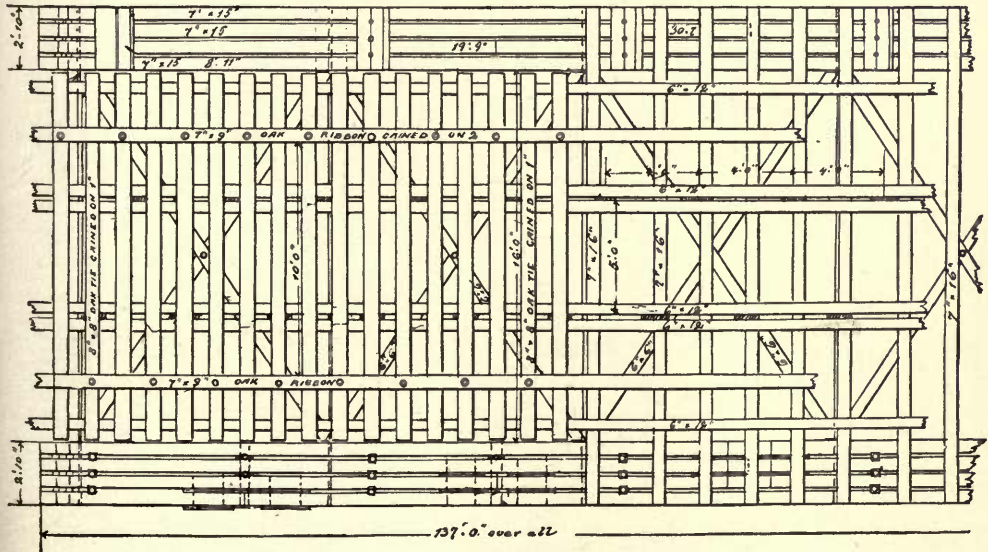 2'.10"
7" × 15"
7" × 15
7" × 15 8'.11"
19'.9"
30.7
6" × 12"
7" × 9" OAK RIBBON GAINED ON 2
4'.0" 4'.0"
6" × 12"
8" × 8" OAK TIE GAINED ON 1"
10'.0"
16'.0"
8" × 8" OAK TIE GAINED ON 1"
7" × 16"
5'.0"
7" × 16"
7" × 16"
6" × 12"
6" × 12
6" × 6"
7" × 9" OAK RIBBON
6" × 12"
2'.10"
137'.0" over all